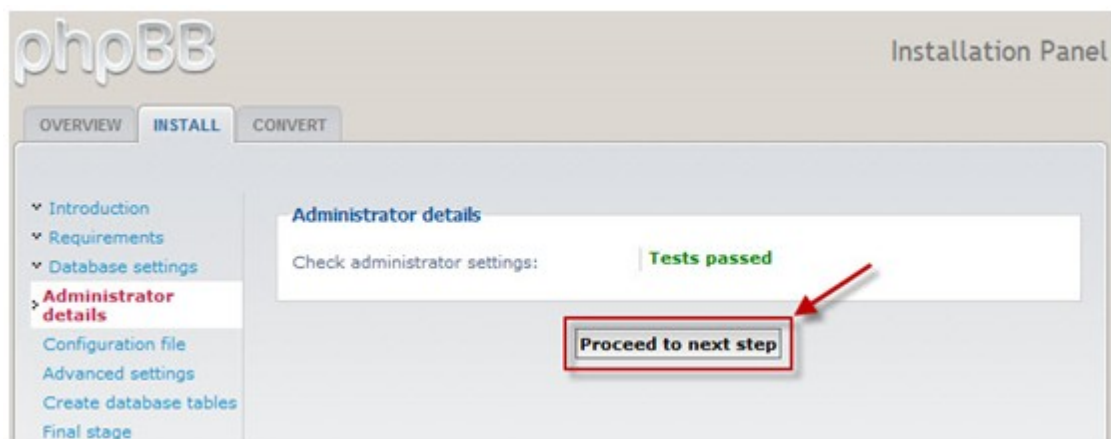 phpBB
Installation Panel
OVERVIEW INSTALL CONVERT
Introduction
Requirements
Database settings
Administrator
details
Configuration file
Advanced settings
Create database tables
Final stage
Administrator details
Check administrator settings: Tests passed
Proceed to next step